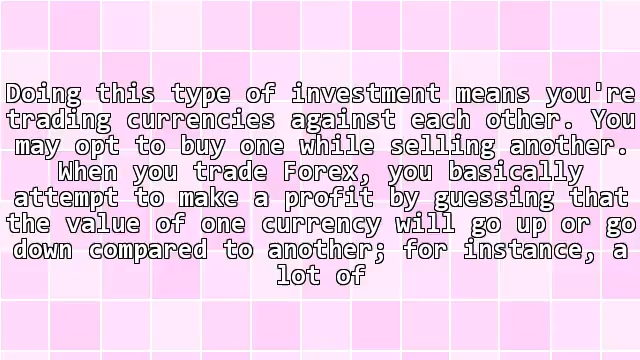 Doing this type of investment means you're
trading currencies against each other. You
may opt to buy one while selling another.
When you trade Forex, you basically
attempt to make a profit by guessing that
the value of one currency will go up or go
down compared to another; for instance, a
lot of